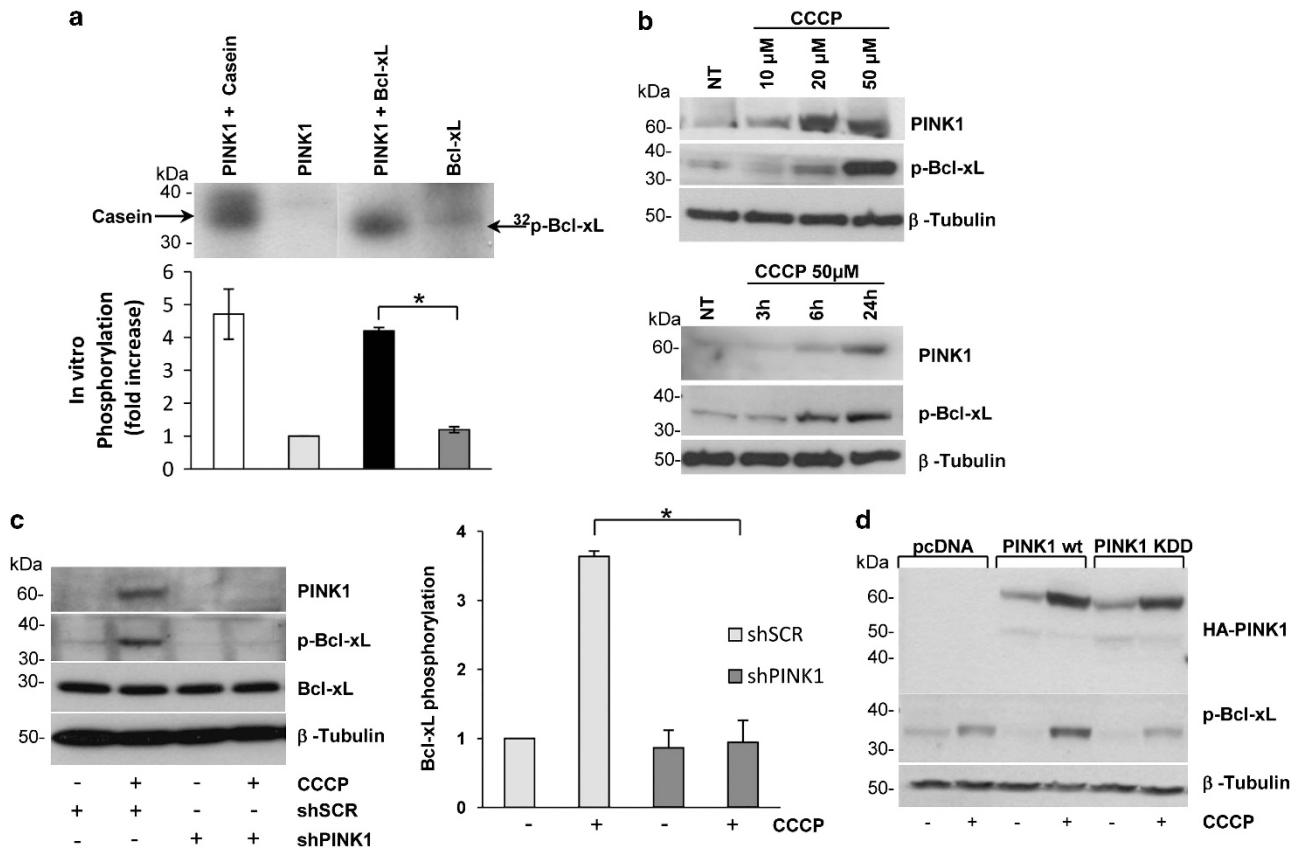 a
PINK1 + Casein
PINK1
PINK1 + Bcl-xL
Bcl-xL
kDa
40 -
30 -
Casein
32p-Bcl-xL
In vitro
Phosphorylation
(fold increase)
6
5
4
3
2
1
0
*
b
CCCP
NT
10 µM
20 µM
50 µM
kDa
60-
PINK1
40-
30-
p-Bcl-xL
50-
β -Tubulin
CCCP 50µM
NT
3h
6h
24h
kDa
60-
PINK1
40-
30-
p-Bcl-xL
50-
β -Tubulin
c
kDa
60-
PINK1
40-
30-
p-Bcl-xL
30-
Bcl-xL
50-
β -Tubulin
- + - + CCCP
+ + - - shSCR
- - + + shPINK1
Bcl-xL phosphorylation
4
3
2
1
0
*
shSCR
shPINK1
- + - + CCCP
d
pcDNA PINK1 wt PINK1 KDD
kDa
60-
50-
40-
HA-PINK1
40-
30-
p-Bcl-xL
50-
β -Tubulin
- + - + - + CCCP